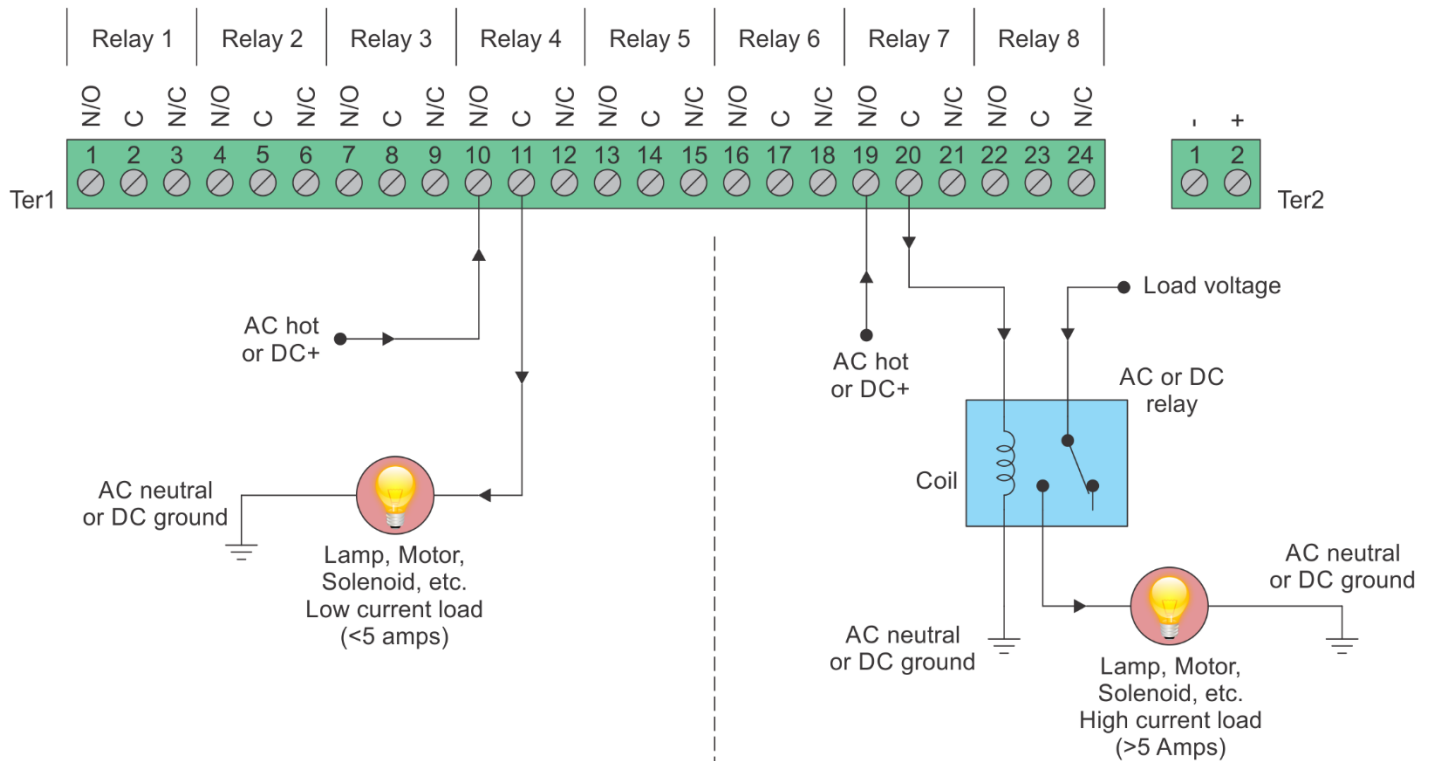 Relay 1 Relay 2 Relay 3 Relay 4 Relay 5 Relay 6 Relay 7 Relay 8
N/O C N/C N/O C N/C N/O C N/C N/O C N/C N/O C N/C N/O C N/C N/O C N/C N/O C N/C - +
1 2 3 4 5 6 7 8 9 10 11 12 13 14 15 16 17 18 19 20 21 22 23 24 1 2
Ter1 Ter2
AC hot
or DC+
AC neutral
or DC ground
Lamp, Motor,
Solenoid, etc.
Low current load
(<5 amps)
Load voltage
AC hot
or DC+
AC or DC
relay
Coil
AC neutral
or DC ground
AC neutral
or DC ground
Lamp, Motor,
Solenoid, etc.
High current load
(>5 Amps)